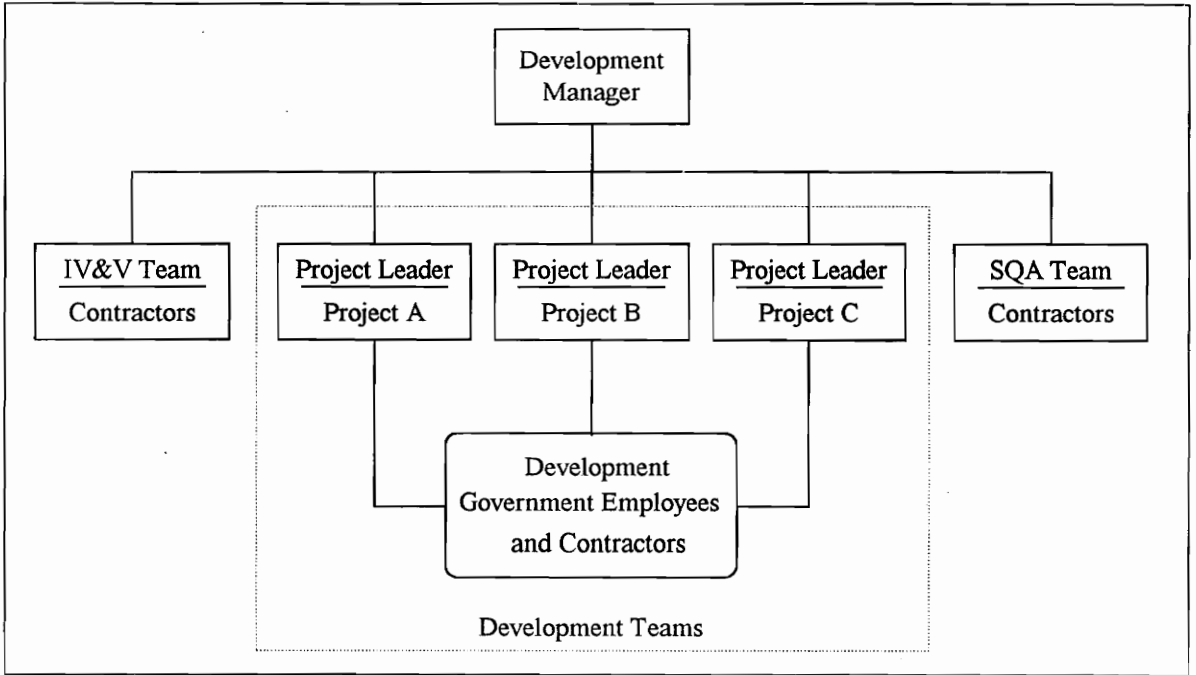 Development
Manager
IV&V Team
Contractors
Project Leader
Project A
Project Leader
Project B
Project Leader
Project C
SQA Team
Contractors
Development
Government Employees
and Contractors
Development Teams